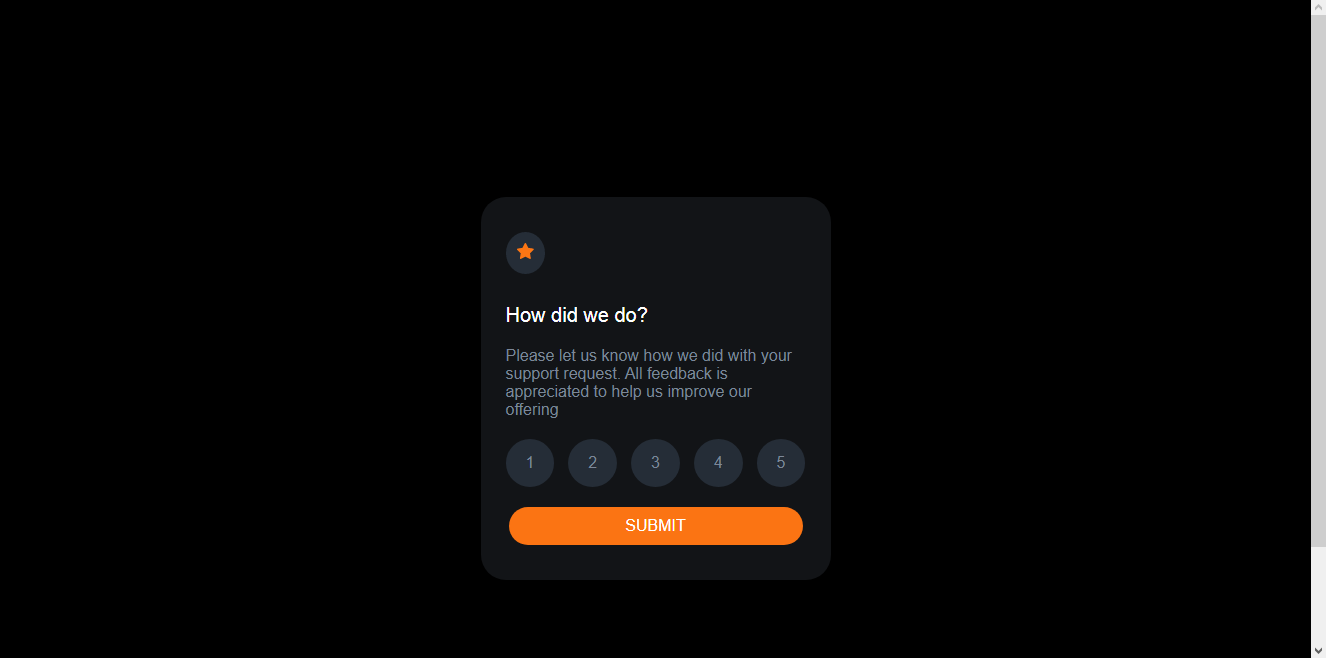 How did we do?
Please let us know how we did with your
support request. All feedback is
appreciated to help us improve our
offering
1 2 3 4 5
SUBMIT